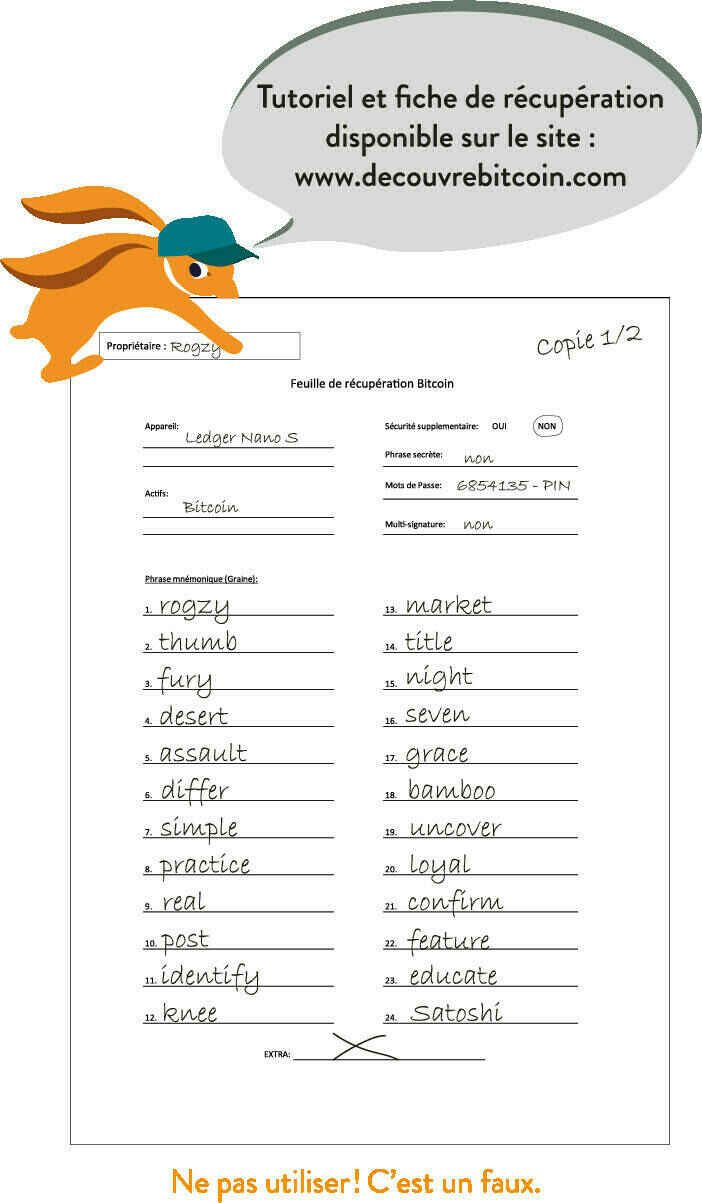 Tutoriel et fiche de récupération
disponible sur le site :
www.decouvrebitcoin.com
Propriétaire : Rogzy
Copie 1/2
Feuille de récupération Bitcoin
Appareil: Ledger Nano S
Sécurité supplementaire: OUI NON
Phrase secrète: non
Mots de Passe: 6854135 - PIN
Actifs: Bitcoin
Multi-signature: non
Phrase mnémonique (Graine):
1. rogzy
2. thumb
3. fury
4. desert
5. assault
6. differ
7. simple
8. practice
9. real
10. post
11. identify
12. knee
13. market
14. title
15. night
16. seven
17. grace
18. bamboo
19. uncover
20. loyal
21. confirm
22. feature
23. educate
24. Satoshi
EXTRA:
Ne pas utiliser! C'est un faux.